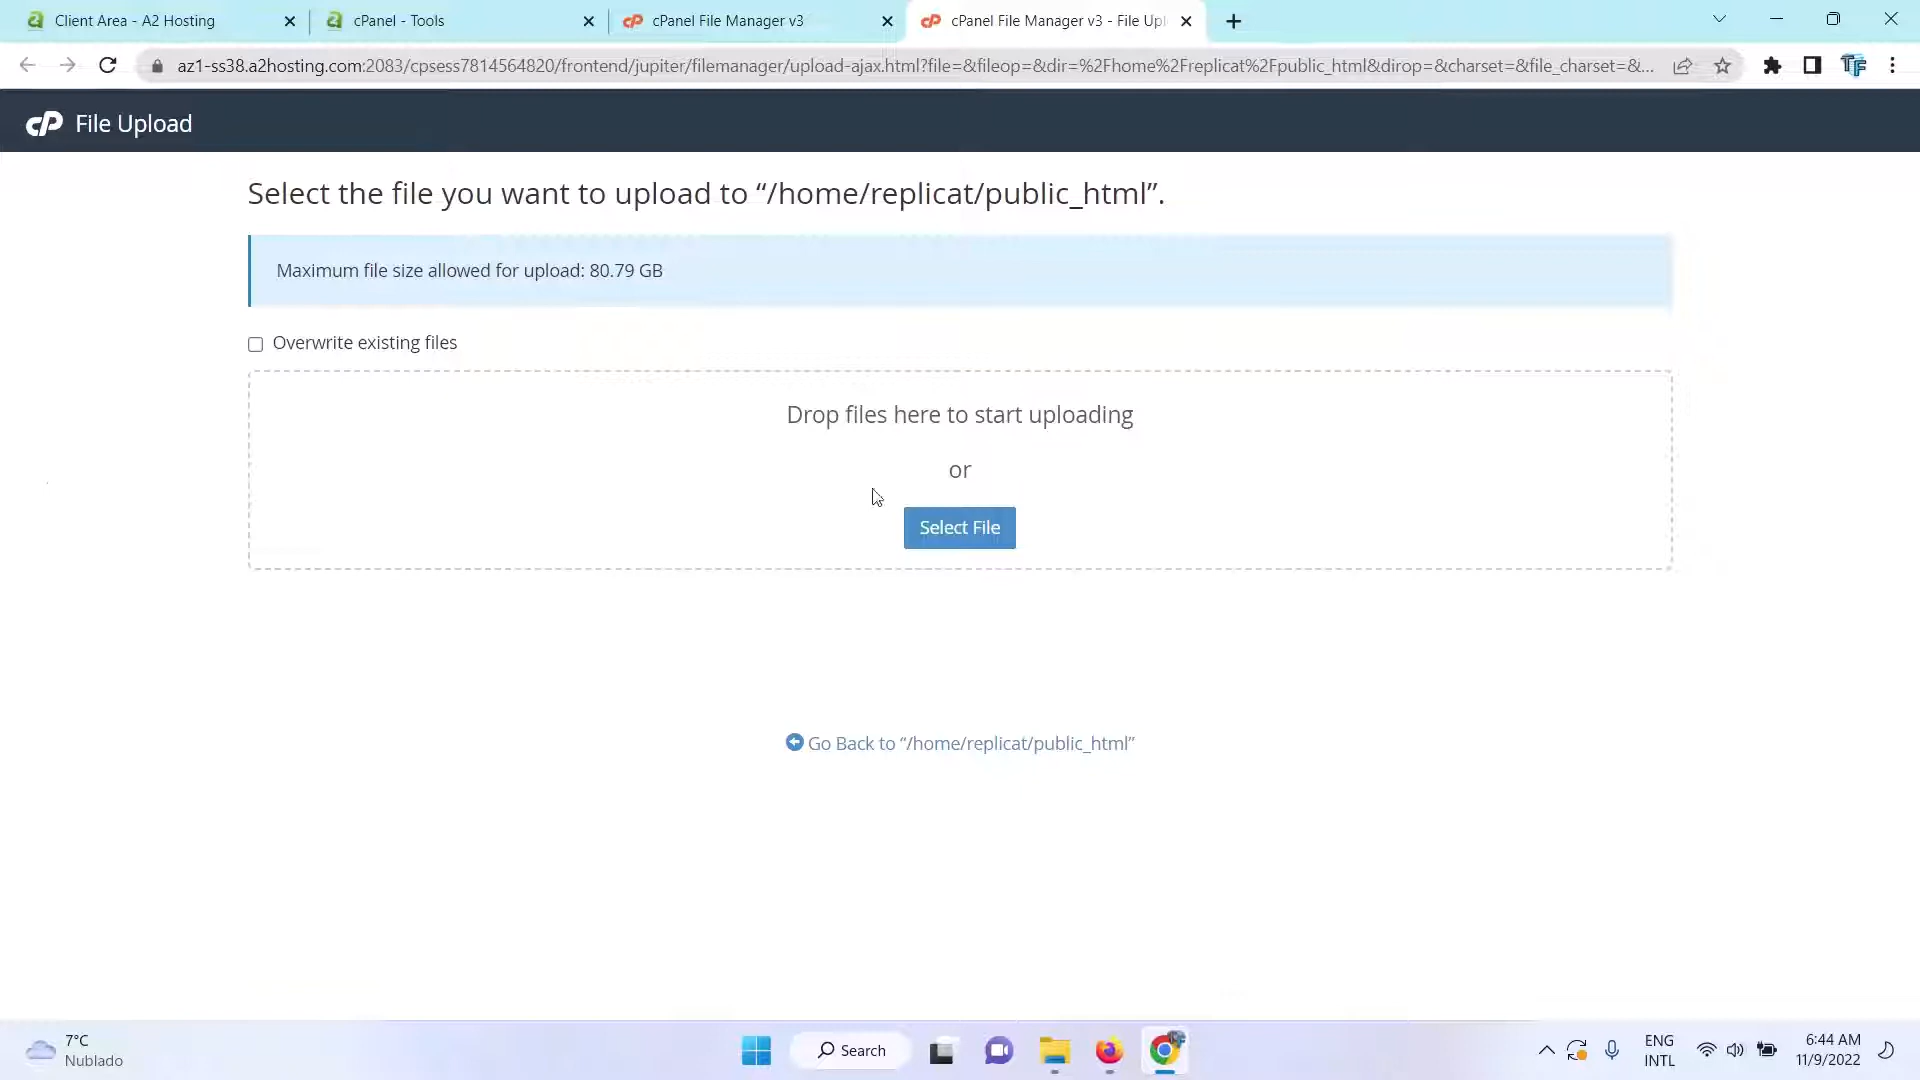 Client Area - A2 Hosting
cPanel - Tools
cPanel File Manager v3
cPanel File Manager v3 - File Upl
az1-ss38.a2hosting.com:2083/cpsess7814564820/frontend/jupiter/filemanager/upload-ajax.html?file=&fileop=&dir=%2Fhome%2Freplicat%2Fpublic_html&dirop=&charset=&file_charset=&...
cP File Upload
Select the file you want to upload to “/home/replicat/public_html”.
Maximum file size allowed for upload: 80.79 GB
Overwrite existing files
Drop files here to start uploading
or
Select File
Go Back to “/home/replicat/public_html”
7°C
Nublado
Search
ENG
INTL
6:44 AM
11/9/2022